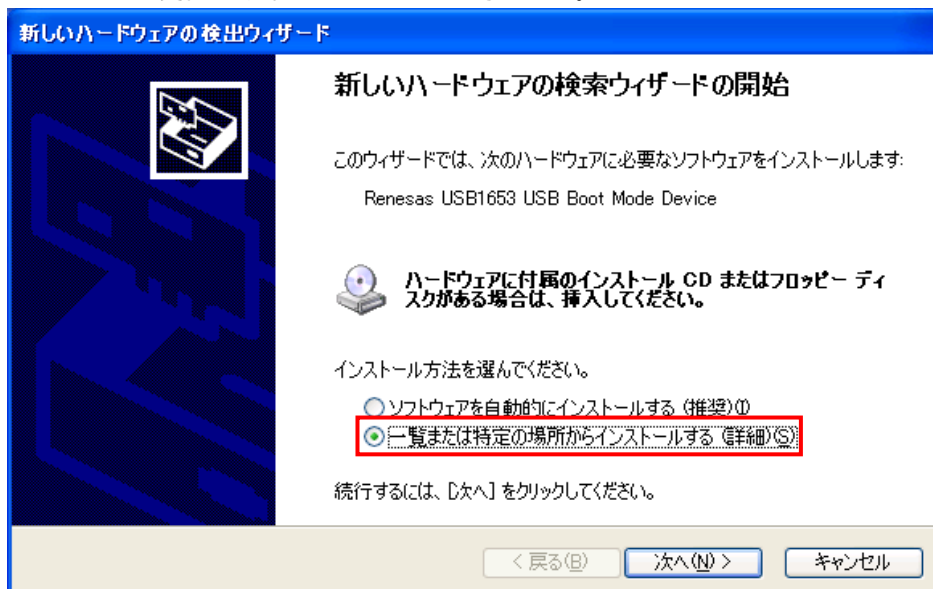 新しいハードウェアの検出ウィザード
新しいハードウェアの検索ウィザードの開始
このウィザードでは、次のハードウェアに必要なソフトウェアをインストールします:
Renesas USB1653 USB Boot Mode Device
ハードウェアに付属のインストール CD またはフロッピー ディ
スクがある場合は、挿入してください。
インストール方法を選んでください。
ソフトウェアを自動的にインストールする (推奨)(I)
一覧または特定の場所からインストールする (詳細)(S)
続行するには、[次へ] をクリックしてください。
< 戻る(B)
次へ(N) >
キャンセル